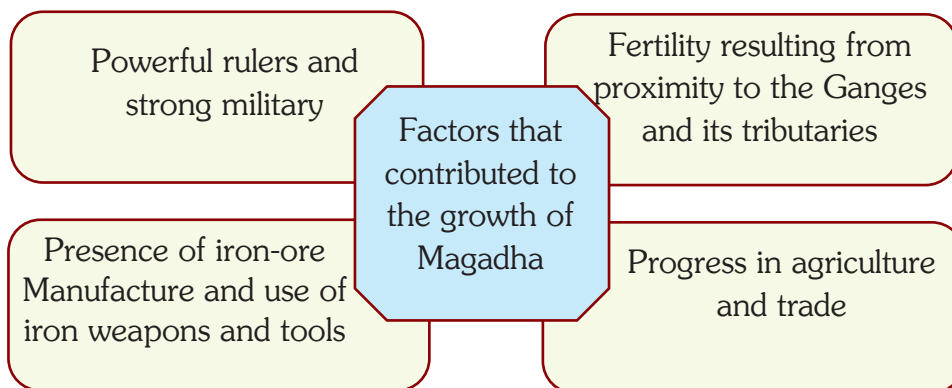 Powerful rulers and
strong military
Fertility resulting from
proximity to the Ganges
and its tributaries
Factors that
contributed to
the growth of
Magadha
Presence of iron-ore
Manufacture and use of
iron weapons and tools
Progress in agriculture
and trade